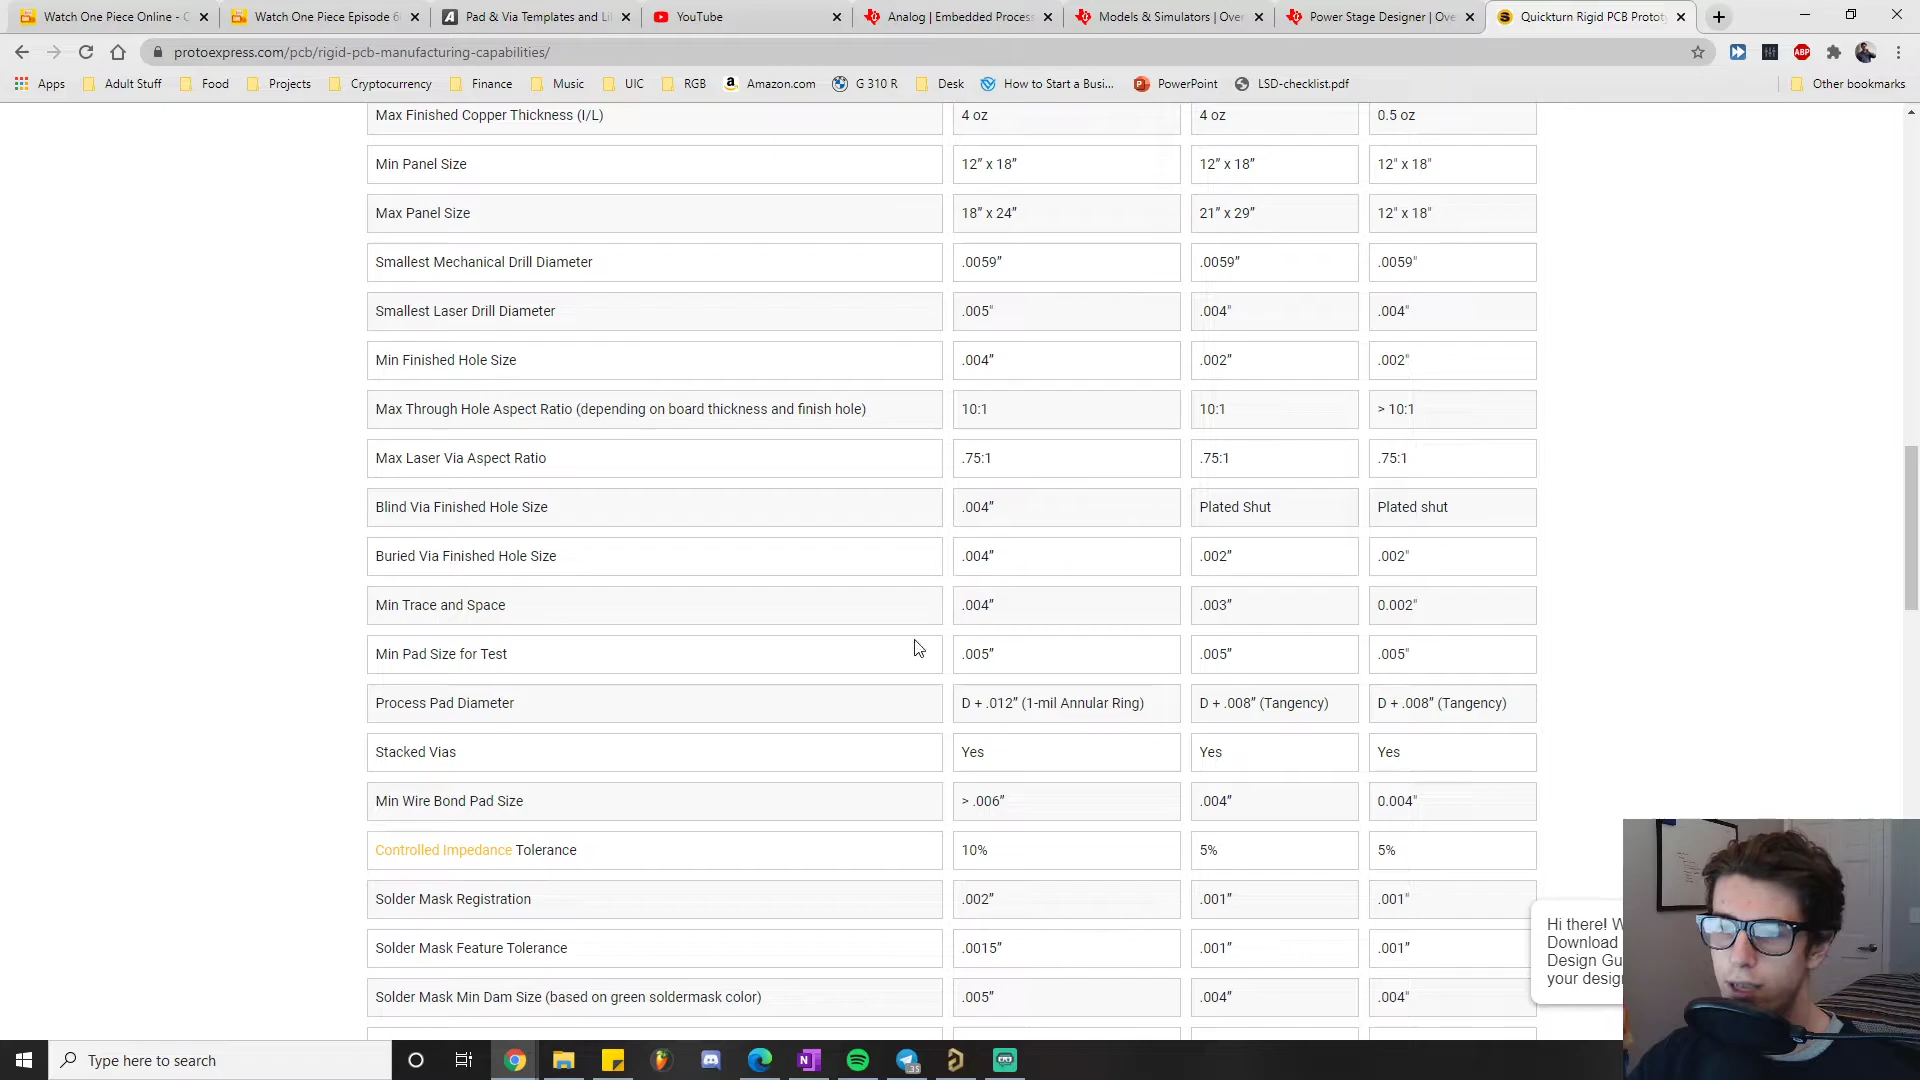 Watch One Piece Online - C
Watch One Piece Episode 6
Pad & Via Templates and Li
YouTube
Analog | Embedded Process
Models & Simulators | Over
Power Stage Designer | Ove
Quickturn Rigid PCB Protot
protoexpress.com/pcb/rigid-pcb-manufacturing-capabilities/
ABP
Apps
Adult Stuff
Food
Projects
Cryptocurrency
Finance
Music
UIC
RGB
Amazon.com
G 310 R
Desk
How to Start a Busi...
PowerPoint
LSD-checklist.pdf
Other bookmarks
Max Finished Copper Thickness (I/L) 4 oz 4 oz 0.5 oz
Min Panel Size 12” x 18” 12” x 18” 12" x 18"
Max Panel Size 18” x 24” 21” x 29” 12" x 18"
Smallest Mechanical Drill Diameter .0059” .0059” .0059"
Smallest Laser Drill Diameter .005" .004" .004"
Min Finished Hole Size .004” .002” .002"
Max Through Hole Aspect Ratio (depending on board thickness and finish hole) 10:1 10:1 > 10:1
Max Laser Via Aspect Ratio .75:1 .75:1 .75:1
Blind Via Finished Hole Size .004” Plated Shut Plated shut
Buried Via Finished Hole Size .004” .002” .002"
Min Trace and Space .004” .003” 0.002"
Min Pad Size for Test .005” .005” .005"
Process Pad Diameter D + .012” (1-mil Annular Ring) D + .008” (Tangency) D + .008” (Tangency)
Stacked Vias Yes Yes Yes
Min Wire Bond Pad Size > .006” .004” 0.004"
Controlled Impedance Tolerance 10% 5% 5%
Solder Mask Registration .002” .001” .001"
Solder Mask Feature Tolerance .0015” .001” .001”
Solder Mask Min Dam Size (based on green soldermask color) .005” .004” .004"
Hi there! W
Download
Design Gu
your desig
Type here to search